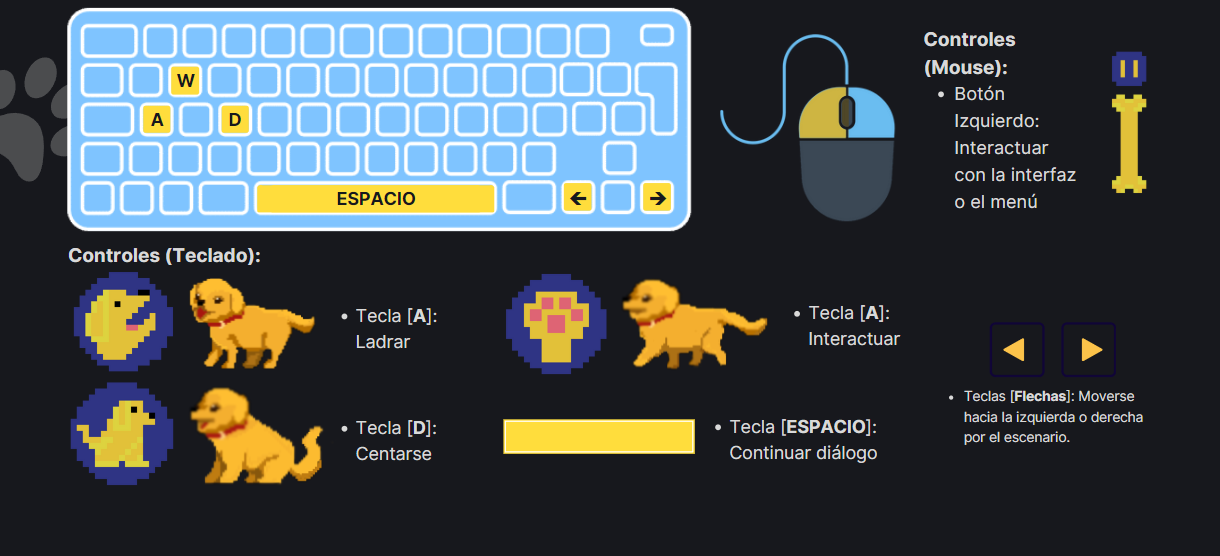 W
A
D
ESPACIO
Controles
(Mouse):
• Botón
Izquierdo:
Interactuar
con la interfaz
o el menú
Controles (Teclado):
• Tecla [A]:
Ladrar
• Tecla [A]:
Interactuar
• Tecla [D]:
Centarse
• Tecla [ESPACIO]:
Continuar diálogo
• Teclas [Flechas]: Moverse
hacia la izquierda o derecha
por el escenario.